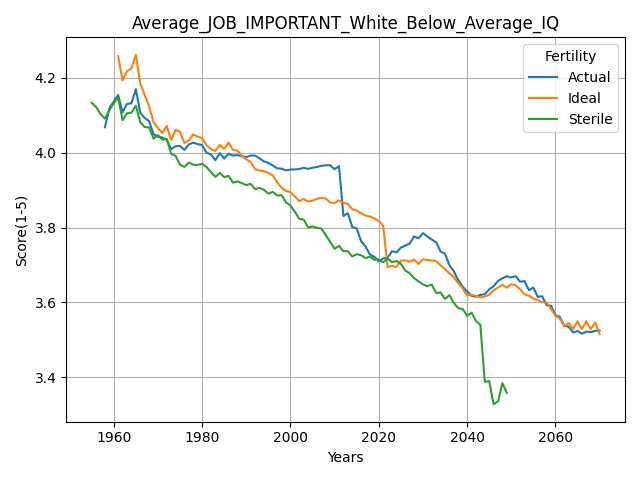 Average_JOB_IMPORTANT_White_Below_Average_IQ
Fertility
Actual
Ideal
Sterile
Score(1-5)
4.2
4.0
3.8
3.6
3.4
1960 1980 2000 2020 2040 2060
Years